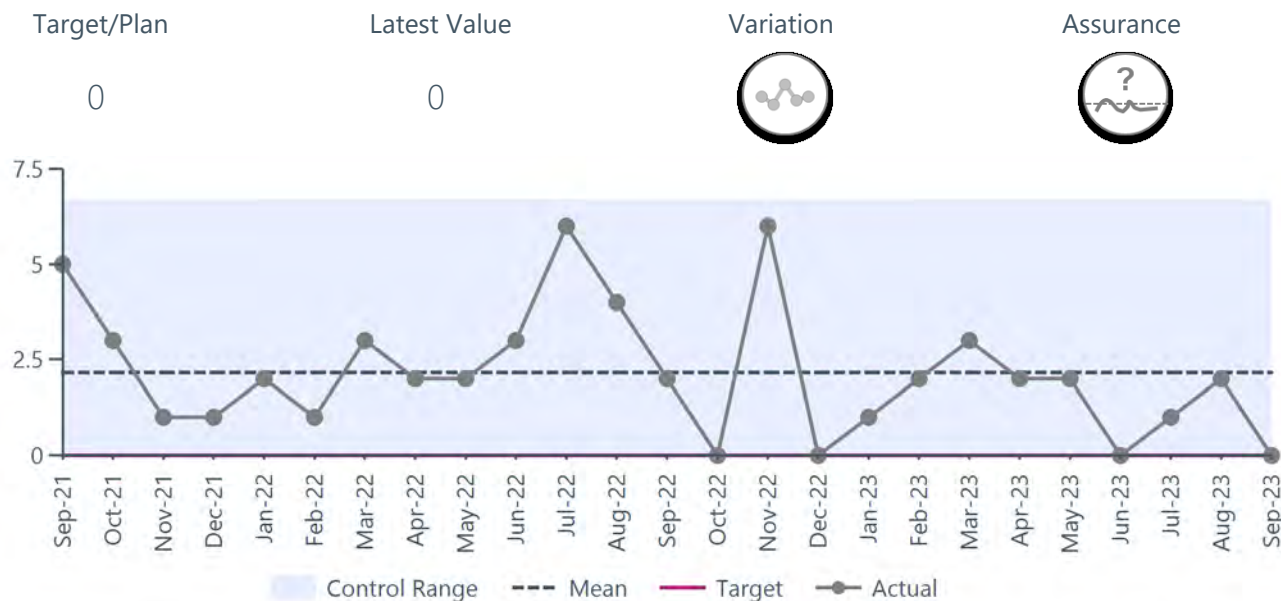 Target/Plan Latest Value Variation Assurance
0 0
?
7.5
5
2.5
0
Sep-21 Oct-21 Nov-21 Dec-21 Jan-22 Feb-22 Mar-22 Apr-22 May-22 Jun-22 Jul-22 Aug-22 Sep-22 Oct-22 Nov-22 Dec-22 Jan-23 Feb-23 Mar-23 Apr-23 May-23 Jun-23 Jul-23 Aug-23 Sep-23
Control Range Mean Target Actual